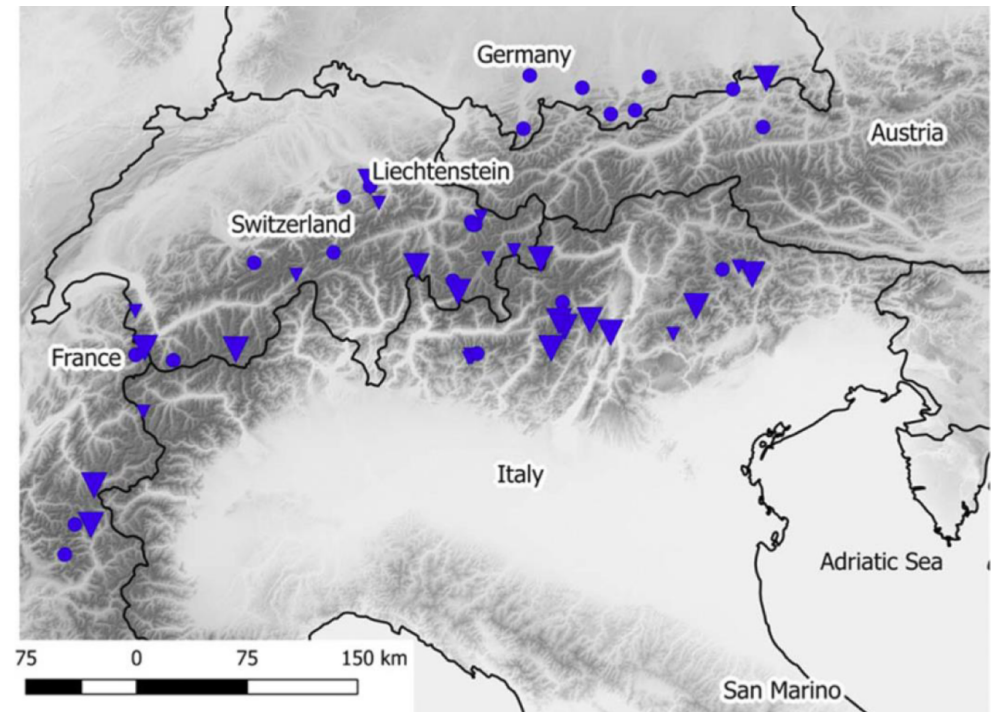 Germany
Austria
Liechtenstein
Switzerland
France
Italy
Adriatic Sea
75 0 75 150 km
San Marino